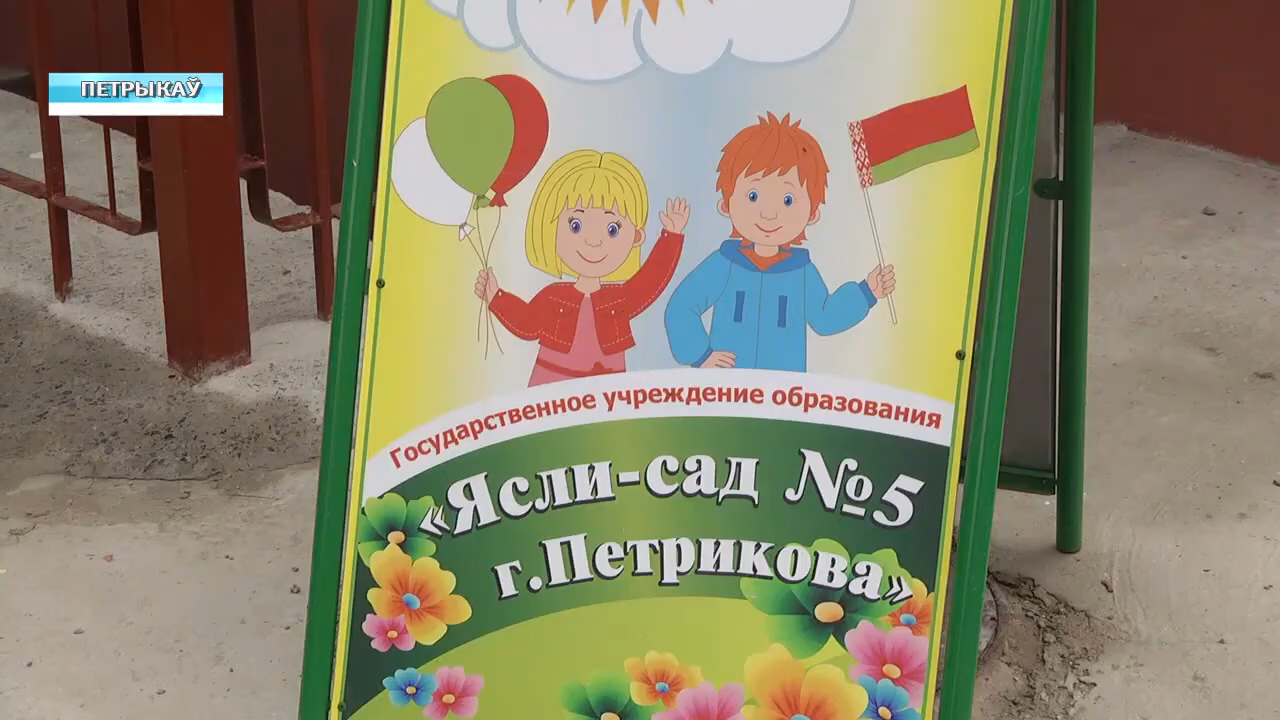 ПЕТРЫКАЎ
Государственное учреждение образования
«Ясли-сад №5
г.Петрикова»